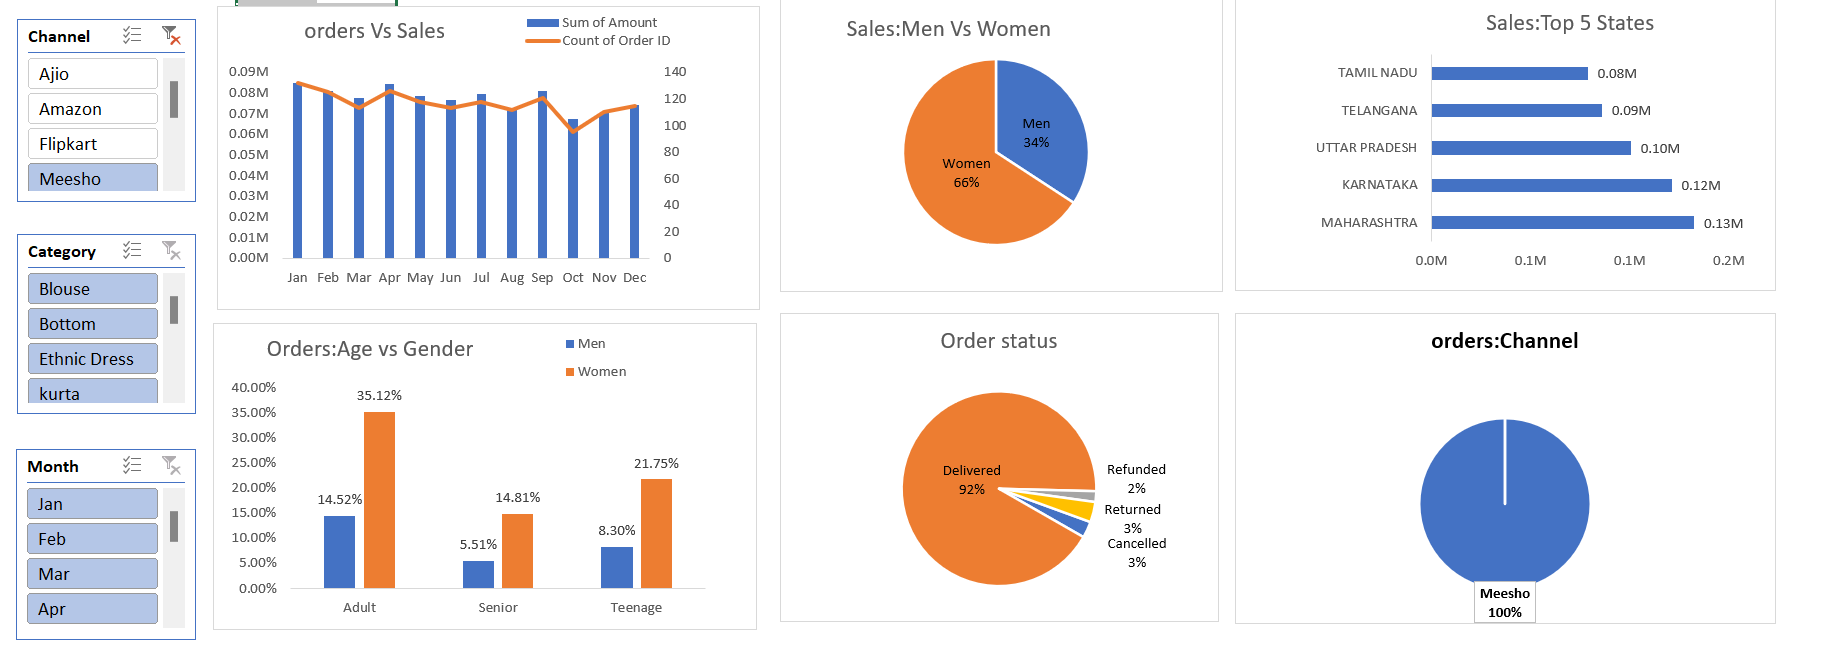 Channel
Ajio
Amazon
Flipkart
Meesho
Category
Blouse
Bottom
Ethnic Dress
kurta
Month
Jan
Feb
Mar
Apr
orders Vs Sales
Sum of Amount
Count of Order ID
0.09M
0.08M
0.07M
0.06M
0.05M
0.04M
0.03M
0.02M
0.01M
0.00M
140
120
100
80
60
40
20
0
Jan Feb Mar Apr May Jun Jul Aug Sep Oct Nov Dec
Sales:Men Vs Women
Men
34%
Women
66%
Sales:Top 5 States
TAMIL NADU 0.08M
TELANGANA 0.09M
UTTAR PRADESH 0.10M
KARNATAKA 0.12M
MAHARASHTRA 0.13M
0.0M 0.1M 0.1M 0.2M
Orders:Age vs Gender
Men
Women
40.00%
35.00%
30.00%
25.00%
20.00%
15.00%
10.00%
5.00%
0.00%
14.52% 35.12%
5.51% 14.81%
8.30% 21.75%
Adult Senior Teenage
Order status
Delivered
92%
Refunded
2%
Returned
3%
Cancelled
3%
orders:Channel
Meesho
100%